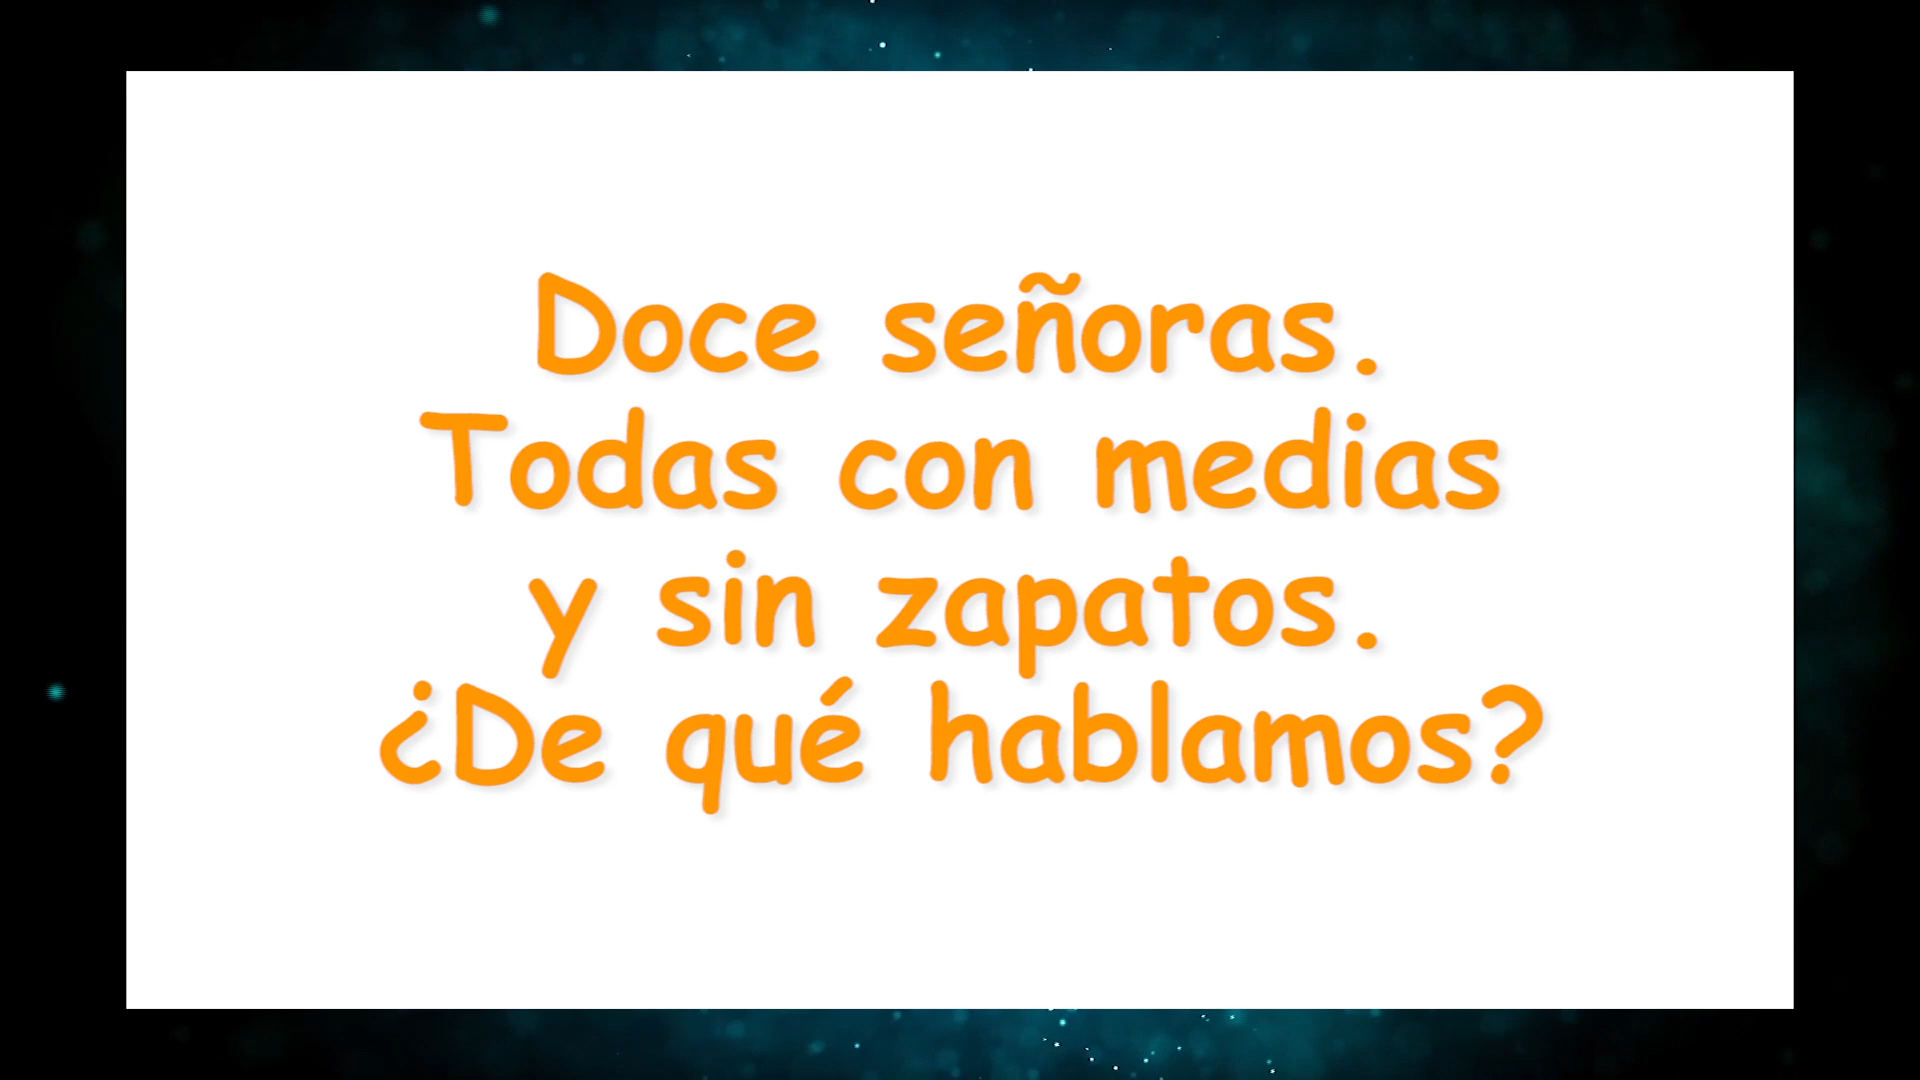 Doce señoras.
Todas con medias
y sin zapatos.
¿De qué hablamos?